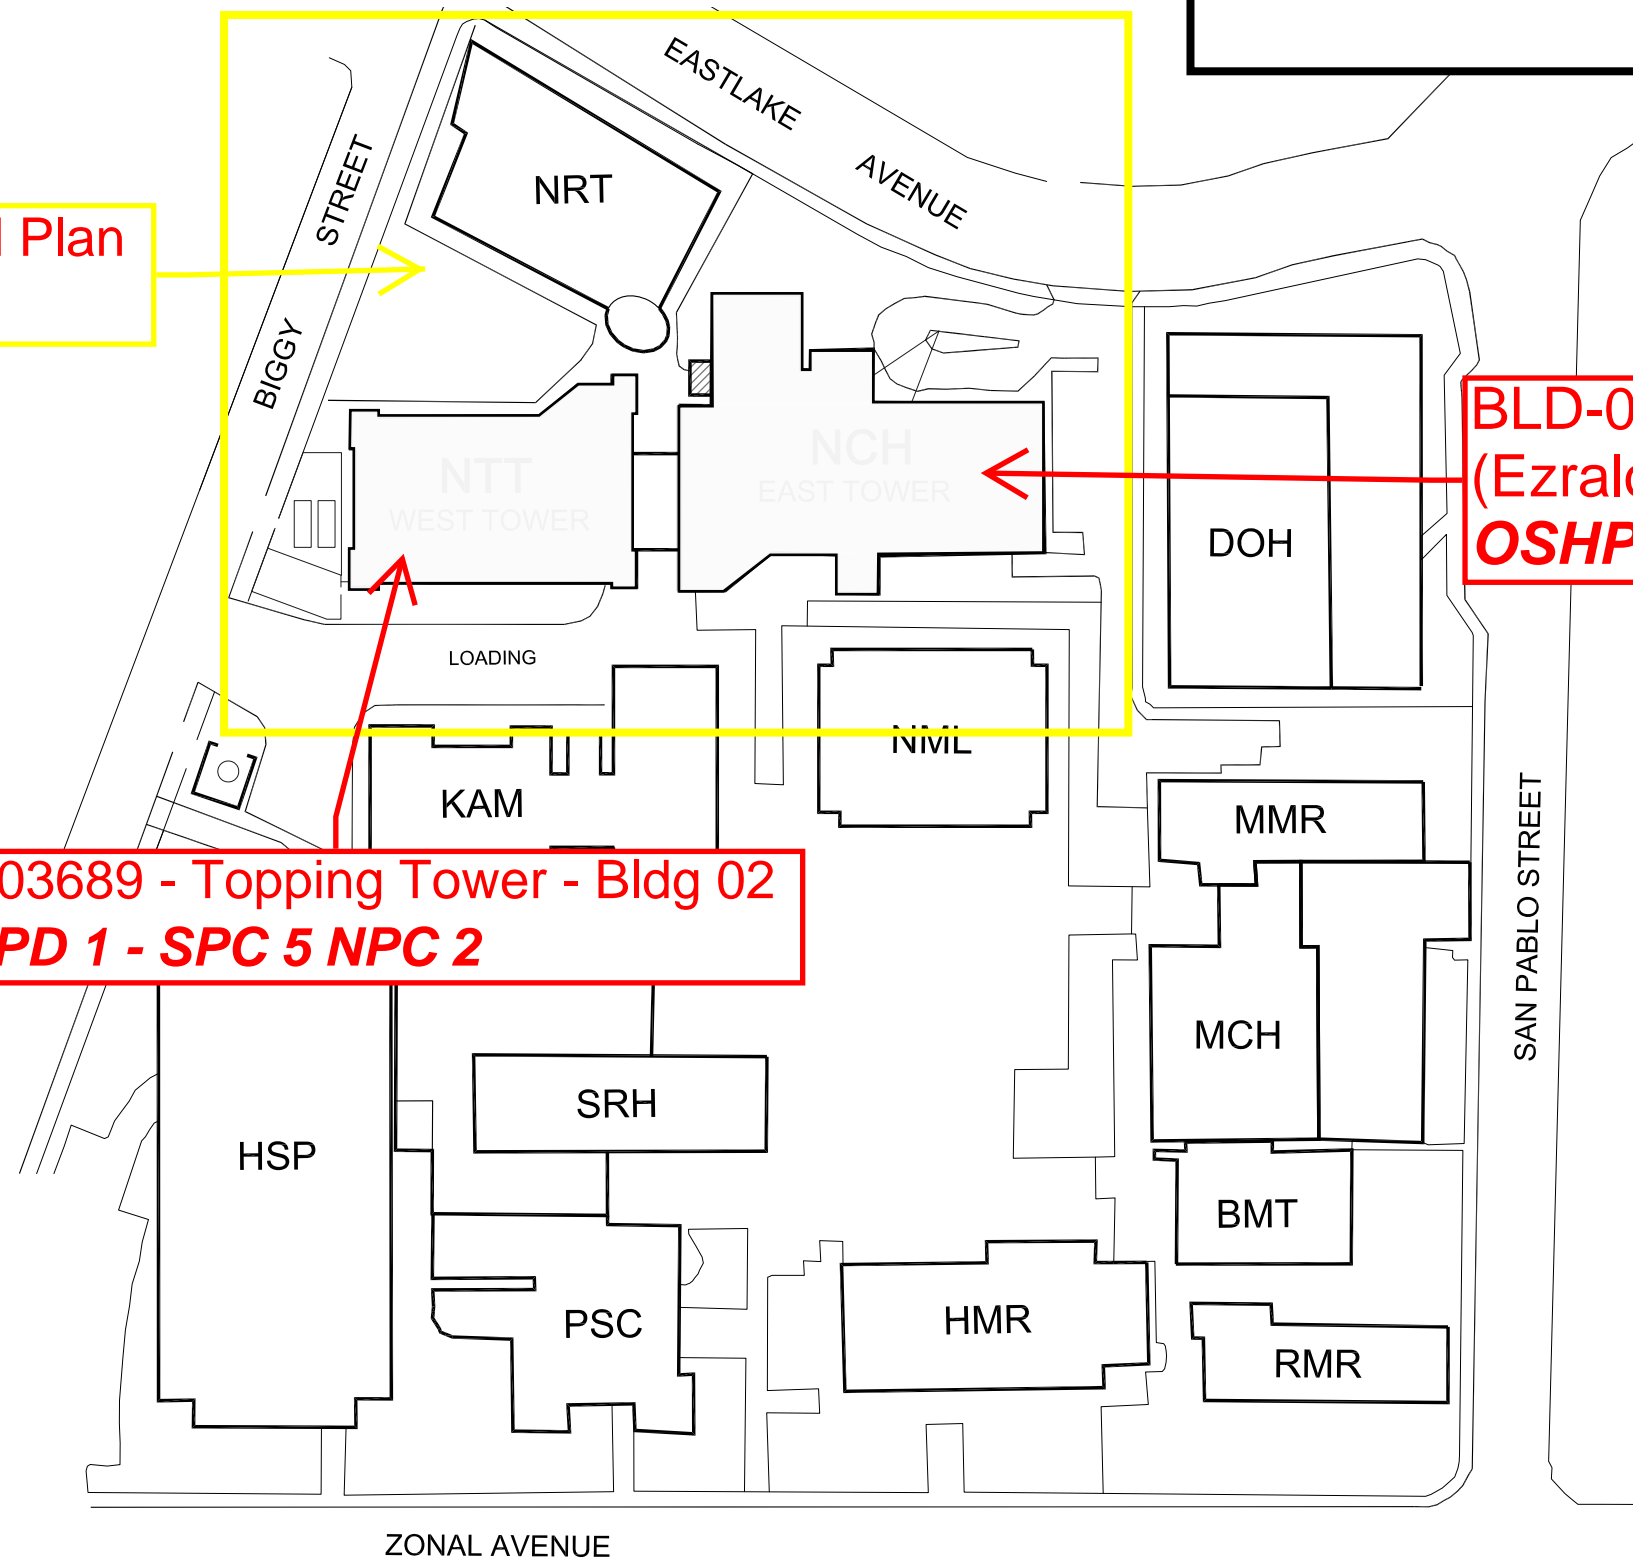 EASTLAKE
AVENUE
STREET
BIGGY
NRT
Plan
NTT
WEST TOWER
NCH
EAST TOWER
BLD-0
(Ezral
OSHP
DOH
LOADING
NML
KAM
MMR
03689 - Topping Tower - Bldg 02
PD 1 - SPC 5 NPC 2
SAN PABLO STREET
MCH
SRH
HSP
BMT
PSC
HMR
RMR
ZONAL AVENUE